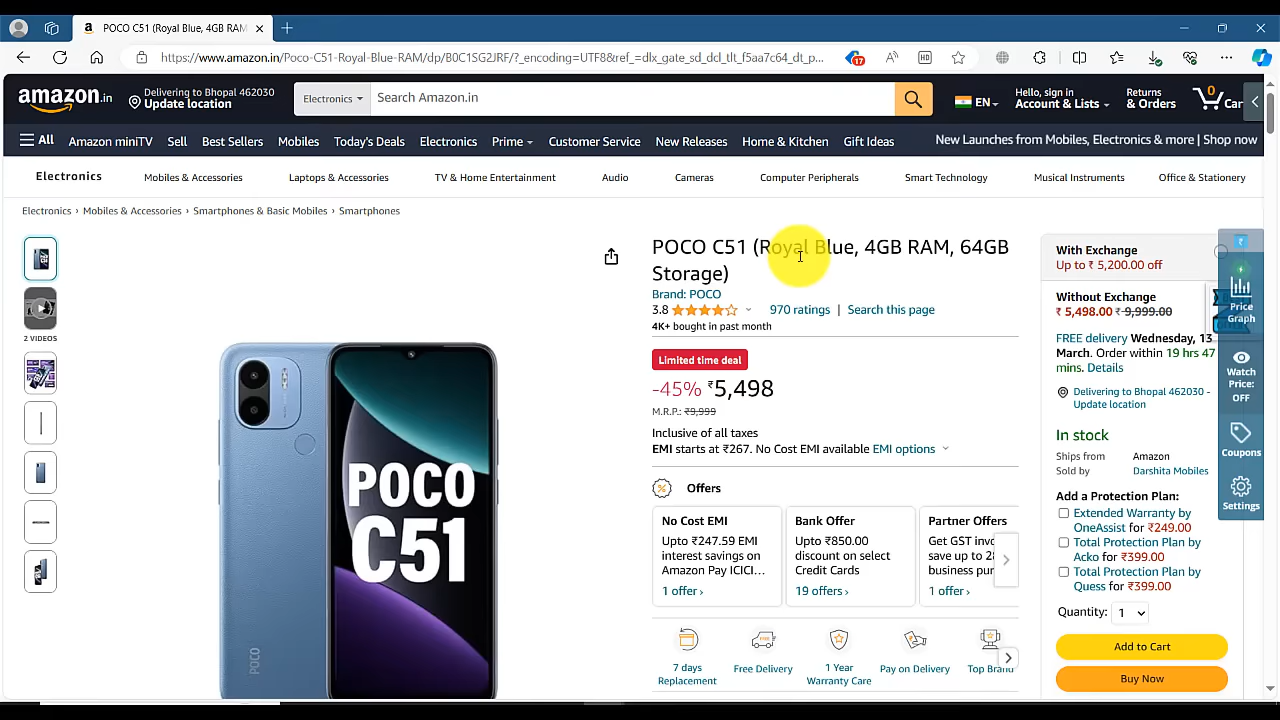 POCO C51 (Royal Blue, 4GB RAM
https://www.amazon.in/Poco-C51-Royal-Blue-RAM/dp/B0C1SG2JRF/?_encoding=UTF8&ref_=dlx_gate_sd_dcl_tlt_f5aa7c64_dt_p...
17
amazon.in
Delivering to Bhopal 462030
Update location
Electronics
Search Amazon.in
EN
Hello, sign in
Account & Lists
Returns
& Orders
0
Car
All
Amazon miniTV
Sell
Best Sellers
Mobiles
Today's Deals
Electronics
Prime
Customer Service
New Releases
Home & Kitchen
Gift Ideas
New Launches from Mobiles, Electronics & more | Shop now
Electronics
Mobiles & Accessories
Laptops & Accessories
TV & Home Entertainment
Audio
Cameras
Computer Peripherals
Smart Technology
Musical Instruments
Office & Stationery
Electronics › Mobiles & Accessories › Smartphones & Basic Mobiles › Smartphones
2 VIDEOS
POCO
C51
POCO
POCO C51 (Royal Blue, 4GB RAM, 64GB
Storage)
Brand: POCO
3.8
970 ratings | Search this page
4K+ bought in past month
Limited time deal
-45% ₹5,498
M.R.P.: ₹9,999
Inclusive of all taxes
EMI starts at ₹267. No Cost EMI available EMI options
Offers
No Cost EMI
Upto ₹247.59 EMI
interest savings on
Amazon Pay ICICI...
1 offer ›
Bank Offer
Upto ₹850.00
discount on select
Credit Cards
19 offers ›
Partner Offers
Get GST invo
save up to 28
business pur
1 offer ›
7 days
Replacement
Free Delivery
1 Year
Warranty Care
Pay on Delivery
Top Brand
With Exchange
Up to ₹ 5,200.00 off
Without Exchange
₹ 5,498.00 ₹ 9,999.00
FREE delivery Wednesday, 13
March. Order within 19 hrs 47
mins. Details
Delivering to Bhopal 462030 -
Update location
In stock
Ships from Amazon
Sold by Darshita Mobiles
Add a Protection Plan:
Extended Warranty by
OneAssist for ₹249.00
Total Protection Plan by
Acko for ₹399.00
Total Protection Plan by
Quess for ₹399.00
Quantity: 1
Add to Cart
Buy Now
Price
Graph
Watch
Price:
OFF
Coupons
Settings